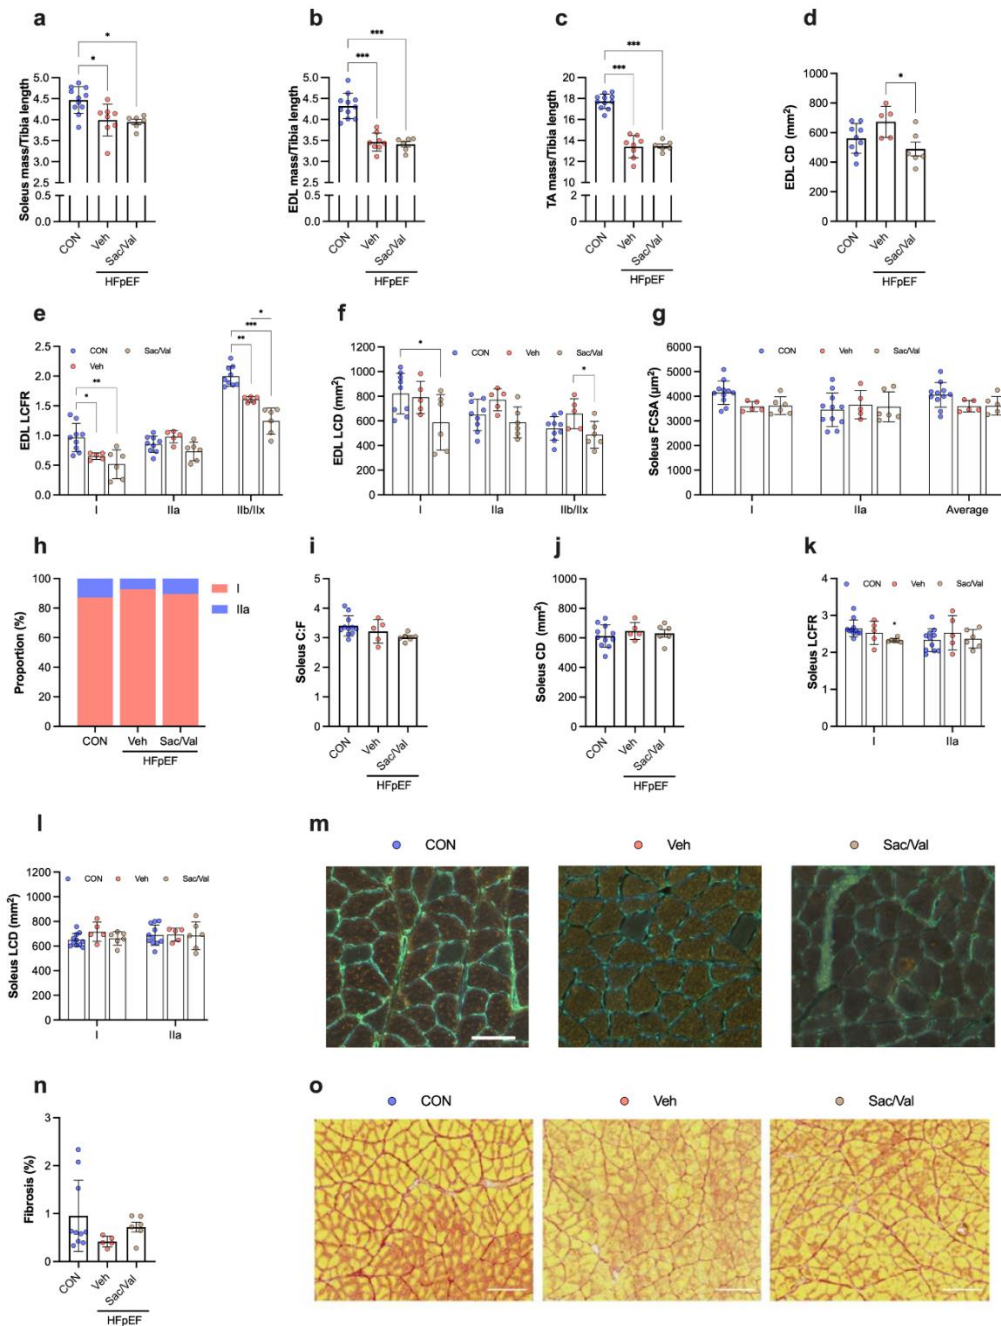 a
b
c
d
*
*
***
***
***
***
*
Soleus mass/Tibia length
5.0
4.5
4.0
3.5
3.0
2.5
0.5
0.0
CON
Veh
Sac/Val
HFpEF
EDL mass/Tibia length
5.0
4.5
4.0
3.5
3.0
2.5
0.5
0.0
CON
Veh
Sac/Val
HFpEF
TA mass/Tibia length
20
18
16
14
12
10
2
0
CON
Veh
Sac/Val
HFpEF
EDL CD (mm²)
1000
800
600
400
200
0
CON
Veh
Sac/Val
HFpEF
e
CON
Sac/Val
Veh
*
***
**
**
*
EDL LCFR
2.5
2.0
1.5
1.0
0.5
0.0
I
IIa
IIb/IIx
f
CON
Veh
Sac/Val
*
*
EDL LCD (mm²)
1200
1000
800
600
400
200
0
I
IIa
IIb/IIx
g
CON
Veh
Sac/Val
Soleus FCSA (µm²)
6000
5000
4000
3000
2000
1000
0
I
IIa
Average
h
Proportion (%)
100
80
60
40
20
0
I
IIa
CON
Veh
Sac/Val
HFpEF
i
Soleus C:F
5
4
3
2
1
0
CON
Veh
Sac/Val
HFpEF
j
Soleus CD (mm²)
1000
800
600
400
200
0
CON
Veh
Sac/Val
HFpEF
k
CON
Veh
Sac/Val
*
Soleus LCFR
4
3
2
1
0
I
IIa
l
CON
Veh
Sac/Val
Soleus LCD (mm²)
1200
1000
800
600
400
200
0
I
IIa
m
CON
Veh
Sac/Val
n
Fibrosis (%)
3
2
1
0
CON
Veh
Sac/Val
HFpEF
o
CON
Veh
Sac/Val